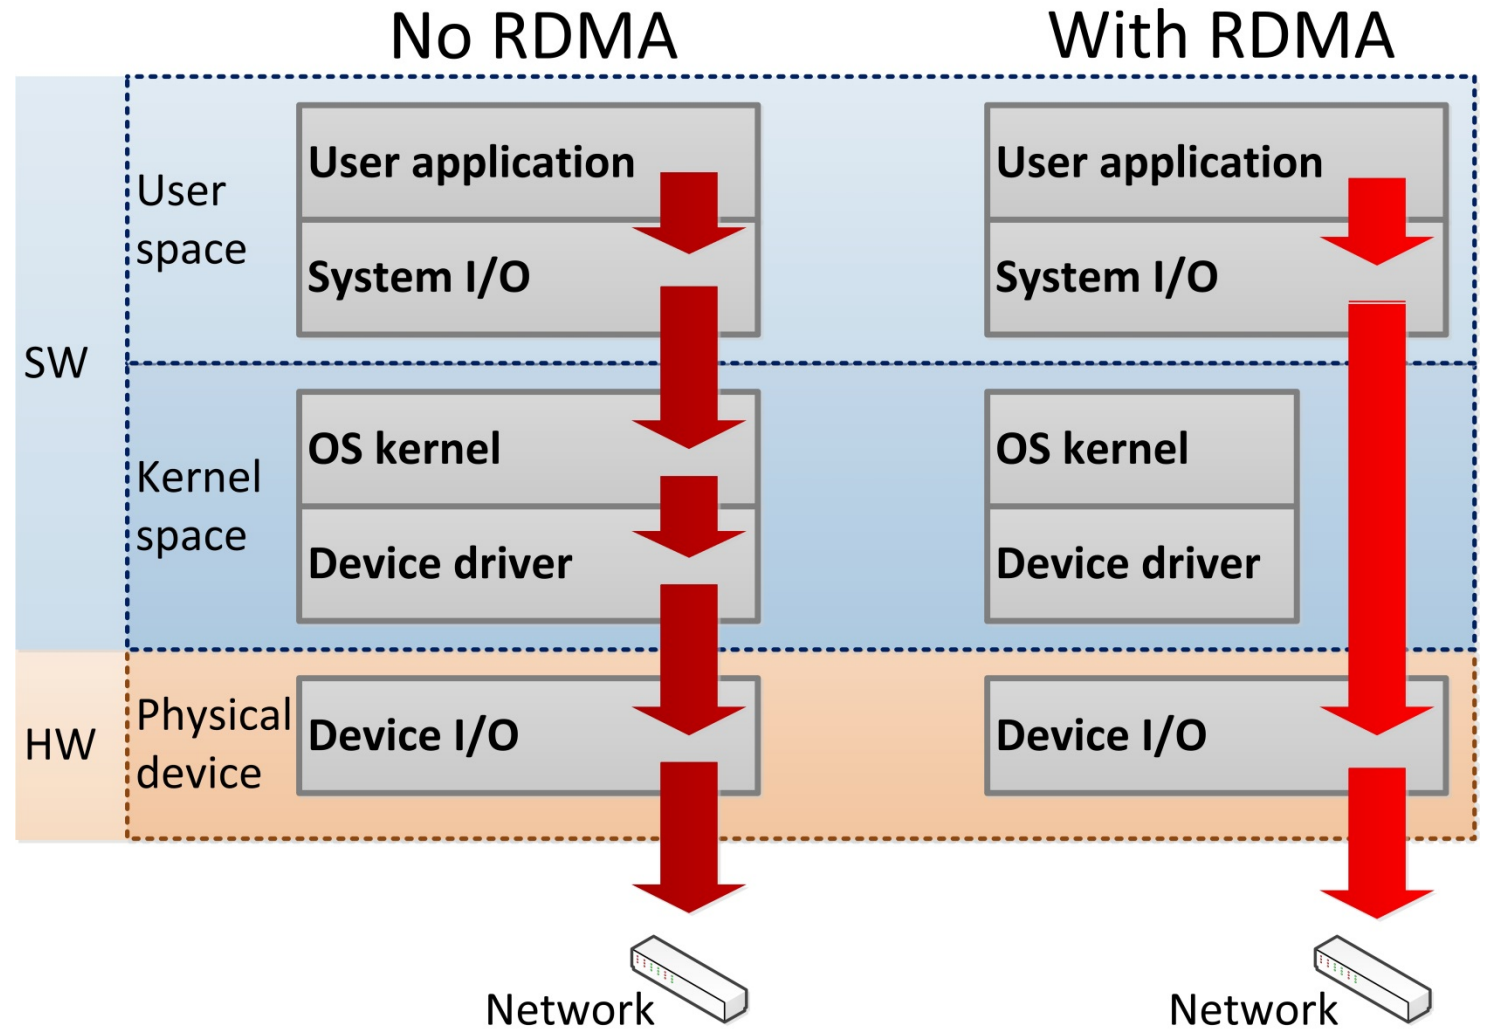 No RDMA
With RDMA
SW
User
space
User application
System I/O
User application
System I/O
Kernel
space
OS kernel
Device driver
OS kernel
Device driver
HW
Physical
device
Device I/O
Device I/O
Network
Network